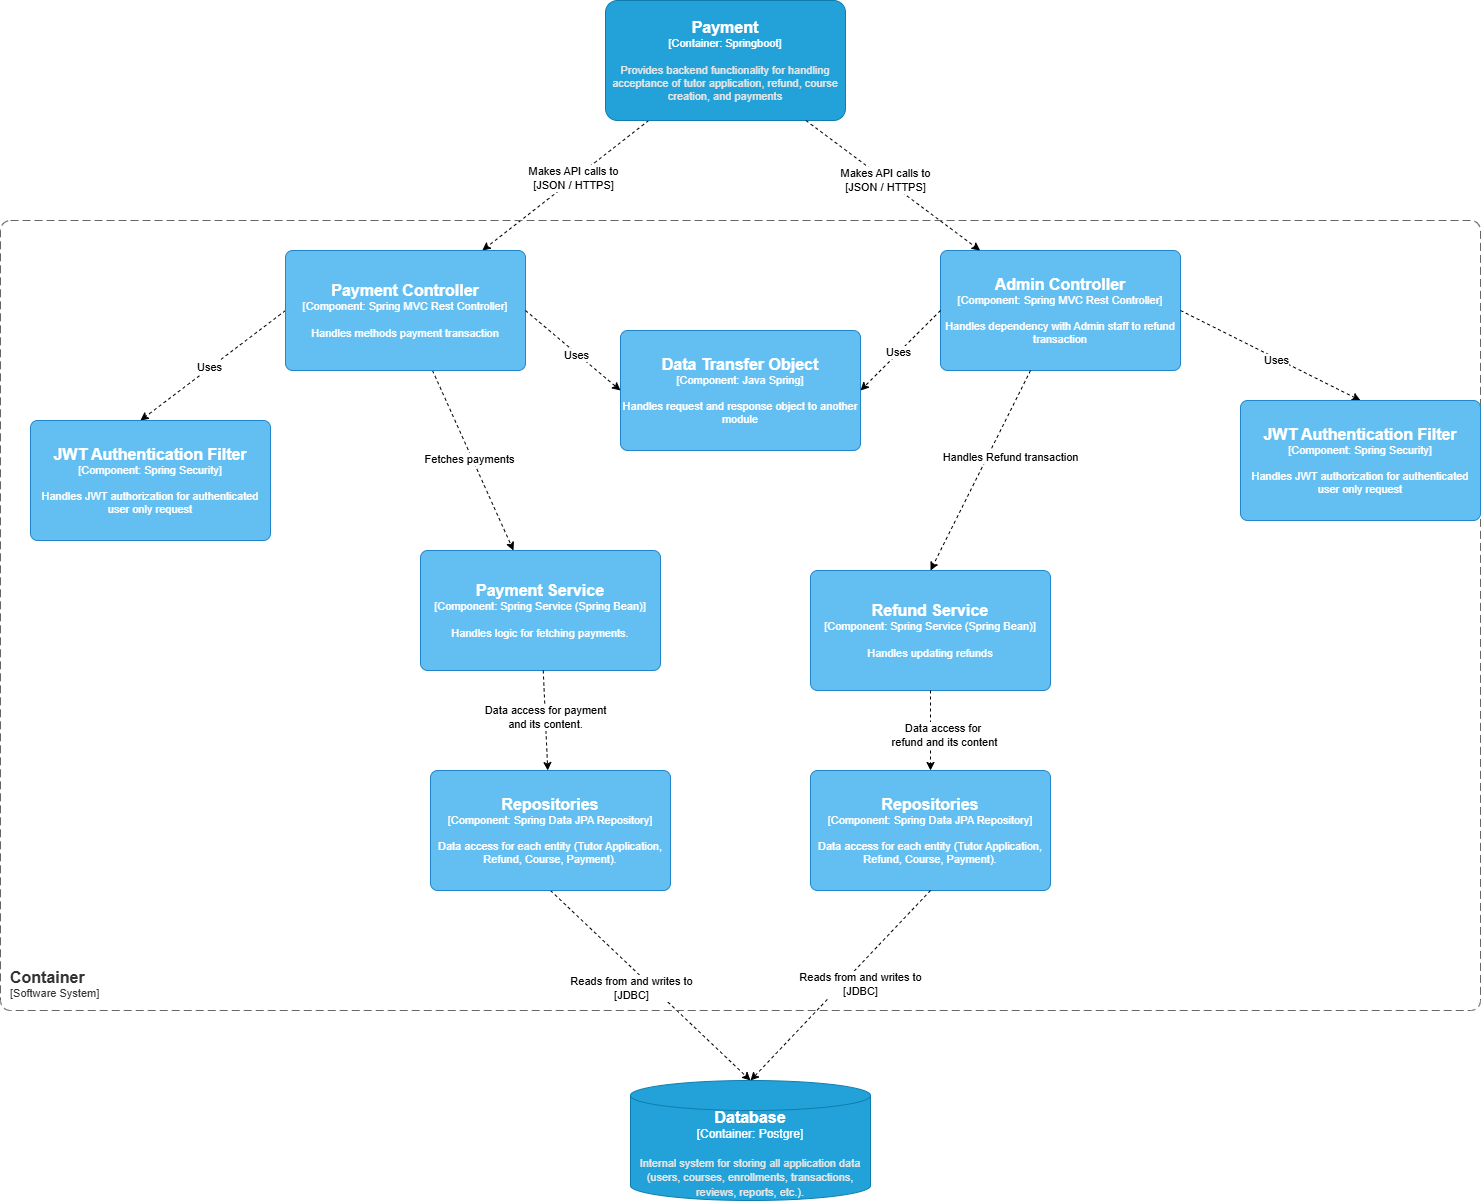 Payment
[Container: Springboot]
Provides backend functionality for handling
acceptance of tutor application, refund, course
creation, and payments
Makes API calls to
[JSON / HTTPS]
Makes API calls to
[JSON / HTTPS]
Payment Controller
[Component: Spring MVC Rest Controller]
Handles methods payment transaction
Admin Controller
[Component: Spring MVC Rest Controller]
Handles dependency with Admin staff to refund
transaction
Uses
Uses
Uses
Uses
Data Transfer Object
[Component: Java Spring]
Handles request and response object to another
module
JWT Authentication Filter
[Component: Spring Security]
Handles JWT authorization for authenticated
user only request
JWT Authentication Filter
[Component: Spring Security]
Handles JWT authorization for authenticated
user only request
Fetches payments
Handles Refund transaction
Payment Service
[Component: Spring Service (Spring Bean)]
Handles logic for fetching payments.
Refund Service
[Component: Spring Service (Spring Bean)]
Handles updating refunds
Data access for payment
and its content.
Data access for
refund and its content
Repositories
[Component: Spring Data JPA Repository]
Data access for each entity (Tutor Application,
Refund, Course, Payment).
Repositories
[Component: Spring Data JPA Repository]
Data access for each entity (Tutor Application,
Refund, Course, Payment).
Container
[Software System]
Reads from and writes to
[JDBC]
Reads from and writes to
[JDBC]
Database
[Container: Postgre]
Internal system for storing all application data
(users, courses, enrollments, transactions,
reviews, reports, etc.).